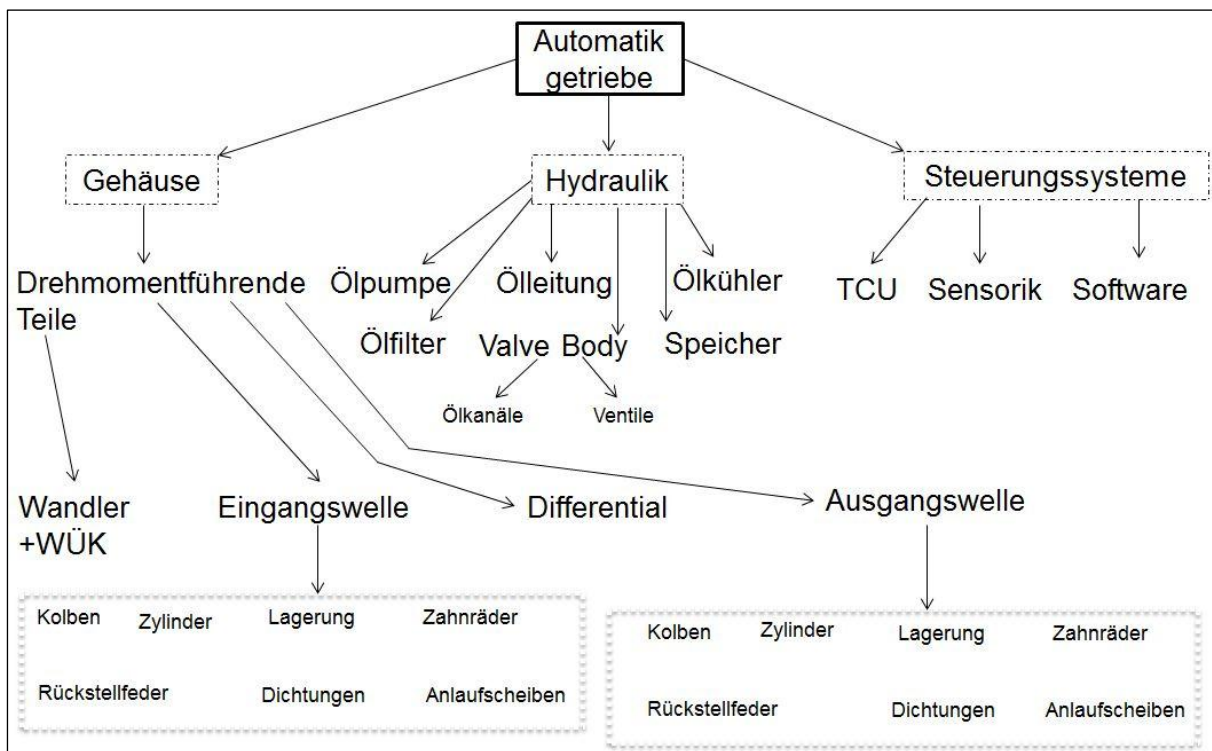 Automatik
getriebe
Gehäuse
Hydraulik
Steuerungssysteme
Drehmomentführende
Teile
Ölpumpe
Ölleitung
Ölkühler
TCU
Sensorik
Software
Ölfilter
Valve Body
Speicher
Ölkanäle
Ventile
Wandler
+WÜK
Eingangswelle
Differential
Ausgangswelle
Kolben
Zylinder
Lagerung
Zahnräder
Rückstellfeder
Dichtungen
Anlaufscheiben
Kolben
Zylinder
Lagerung
Zahnräder
Rückstellfeder
Dichtungen
Anlaufscheiben